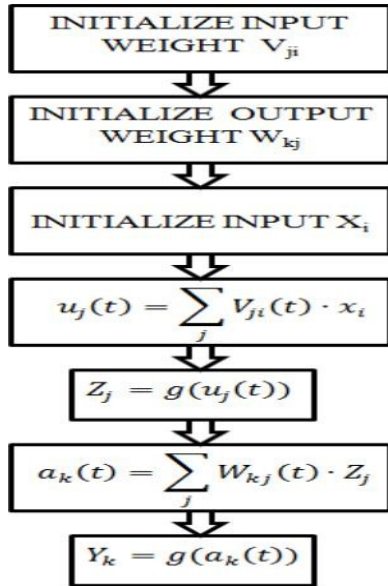 INITIALIZE INPUT
WEIGHT V_ji
INITIALIZE OUTPUT
WEIGHT W_kj
INITIALIZE INPUT X_i
u_j(t) = ∑_j V_ji(t) · x_i
Z_j = g(u_j(t))
a_k(t) = ∑_j W_kj(t) · Z_j
Y_k = g(a_k(t))